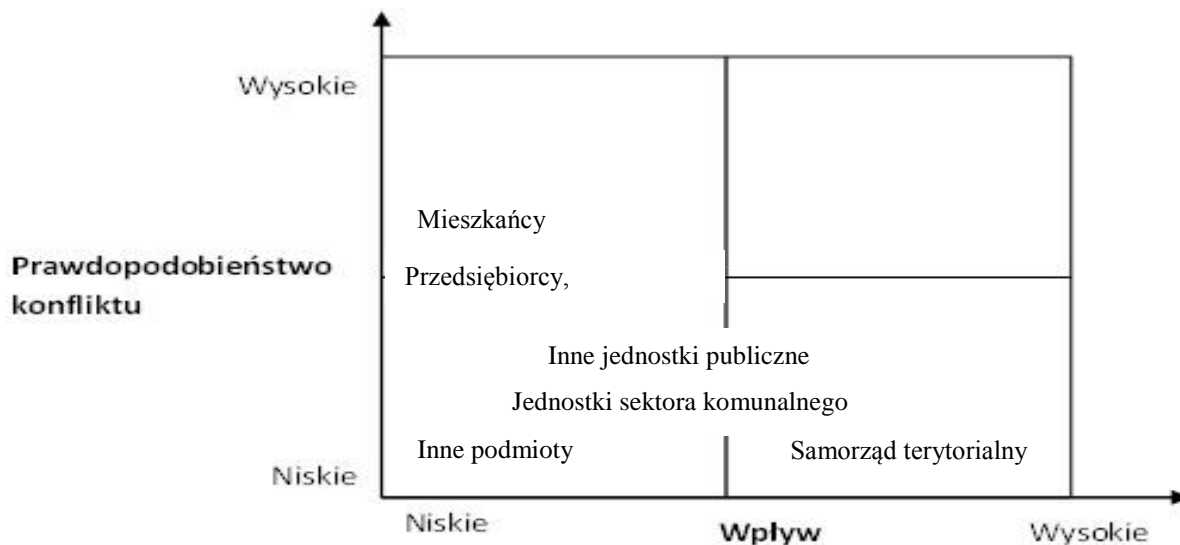 Wysokie
Mieszkańcy
Prawdopodobieństwo
konfliktu
Przedsiębiorcy,
Inne jednostki publiczne
Jednostki sektora komunalnego
Inne podmioty
Samorząd terytorialny
Niskie
Niskie
Wpływ
Wysokie